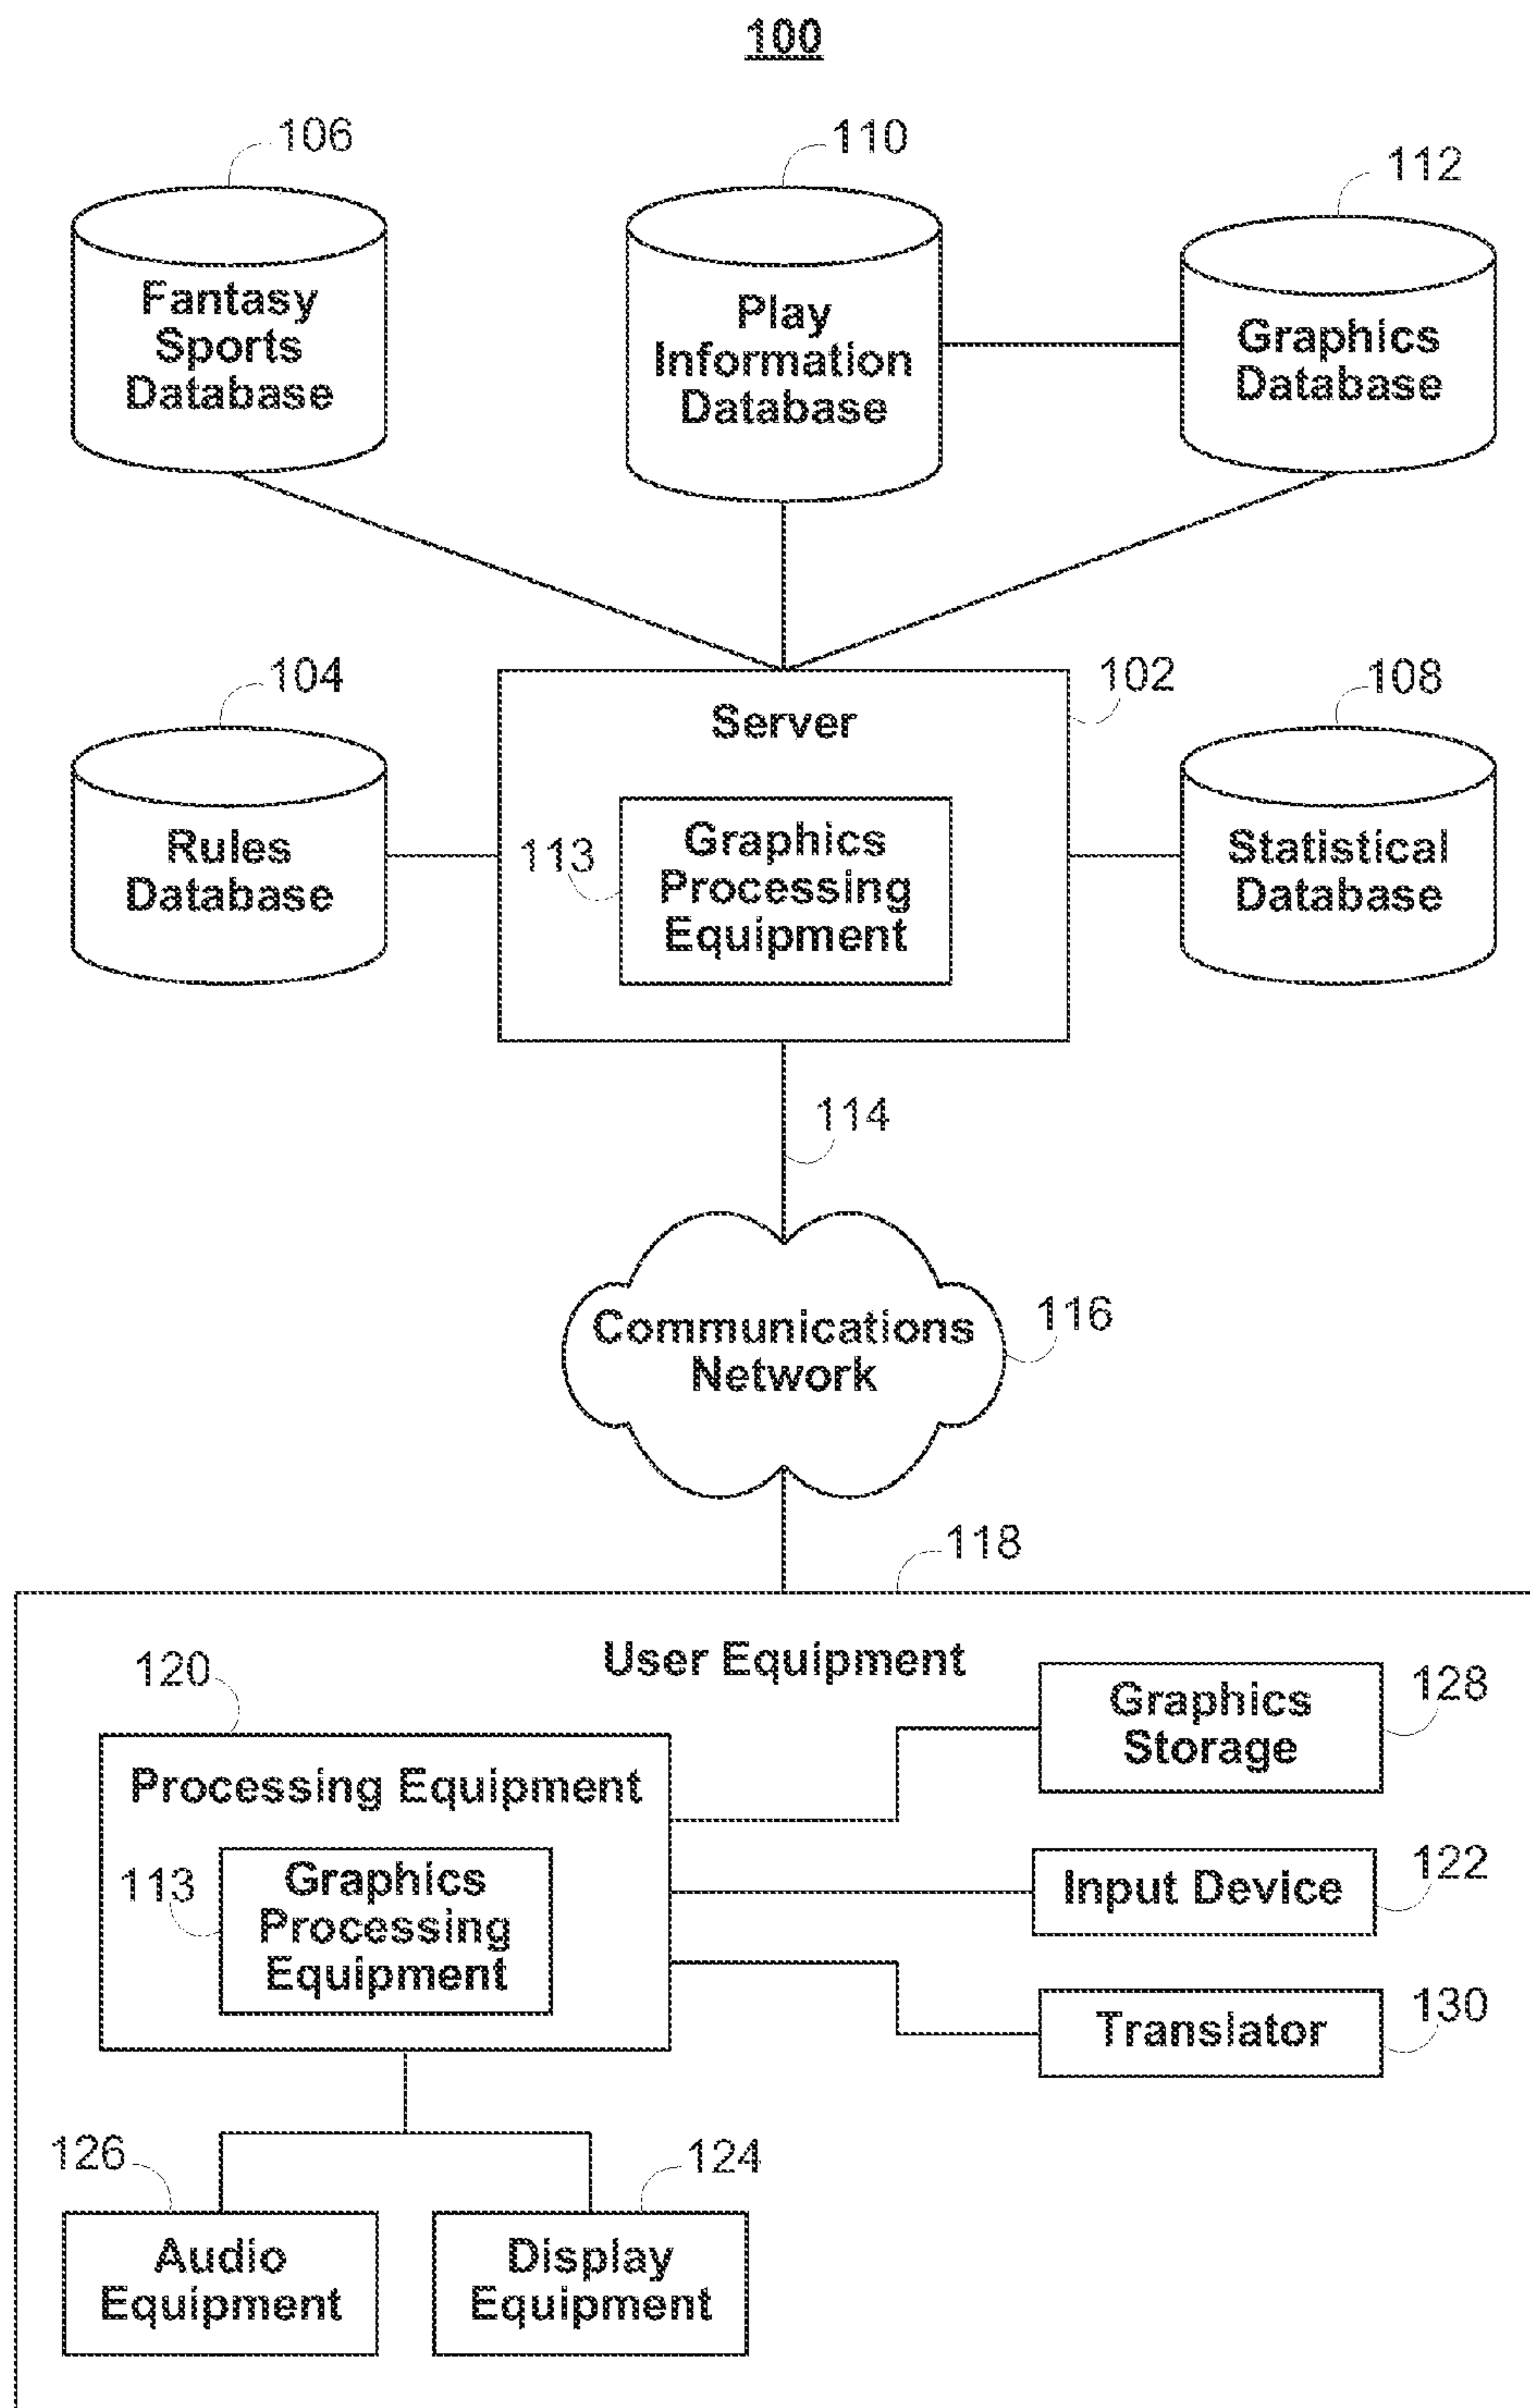 100
106
110
112
Fantasy
Sports
Database
Play
Information
Database
Graphics
Database
104
102
108
Server
Rules
Database
113
Graphics
Processing
Equipment
Statistical
Database
114
Communications
Network
116
118
User Equipment
120
128
Graphics
Storage
Processing Equipment
113
Graphics
Processing
Equipment
Input Device
122
Translator
130
126
124
Audio
Equipment
Display
Equipment